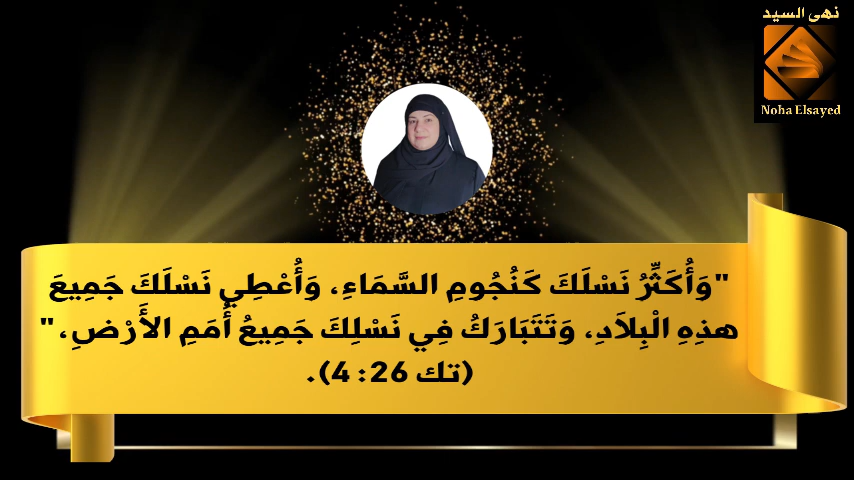 نهى السيد
Noha Elsayed
"وَأُكَثِّرُ نَسْلَكَ كَنُجُومِ السَّمَاءِ، وَأُعْطِي نَسْلَكَ جَمِيعَ
هذِهِ الْبِلاَدِ، وَتَتَبَارَكُ فِي نَسْلِكَ جَمِيعُ أُمَمِ الأَرْضِ،"
(تك 26: 4).